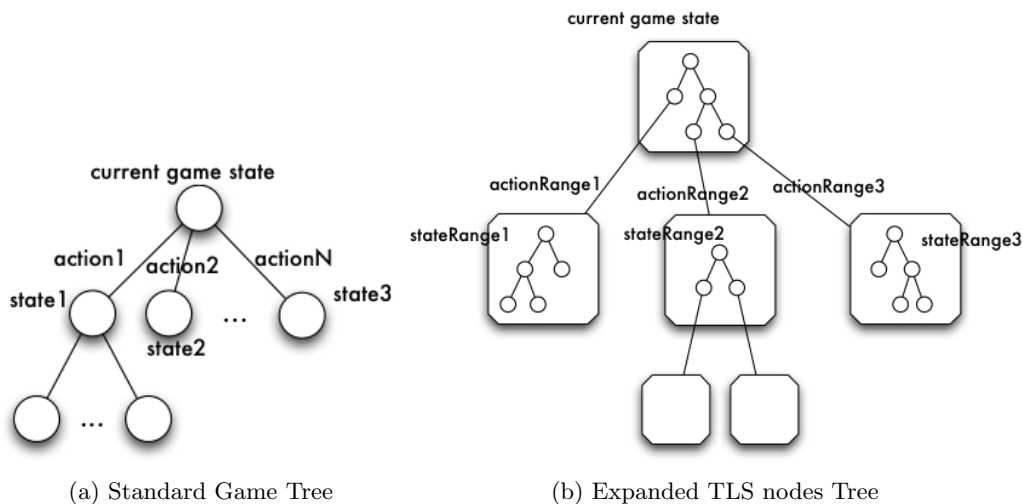 current game state
action1
action2
actionN
state1
state2
...
state3
...
(a) Standard Game Tree
current game state
actionRange1
actionRange2
actionRange3
stateRange1
stateRange2
stateRange3
(b) Expanded TLS nodes Tree